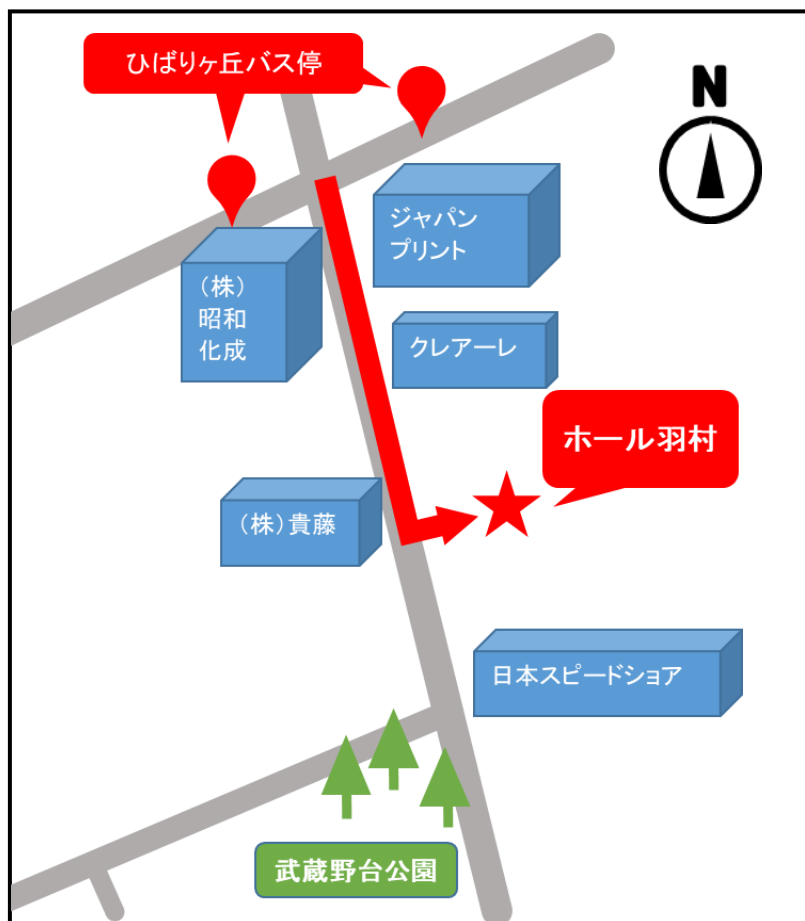 ひばりヶ丘バス停
N
ジャパン
プリント
（株）
昭和
化成
クレアーレ
ホール羽村
（株）貴藤
日本スピードショア
武蔵野台公園